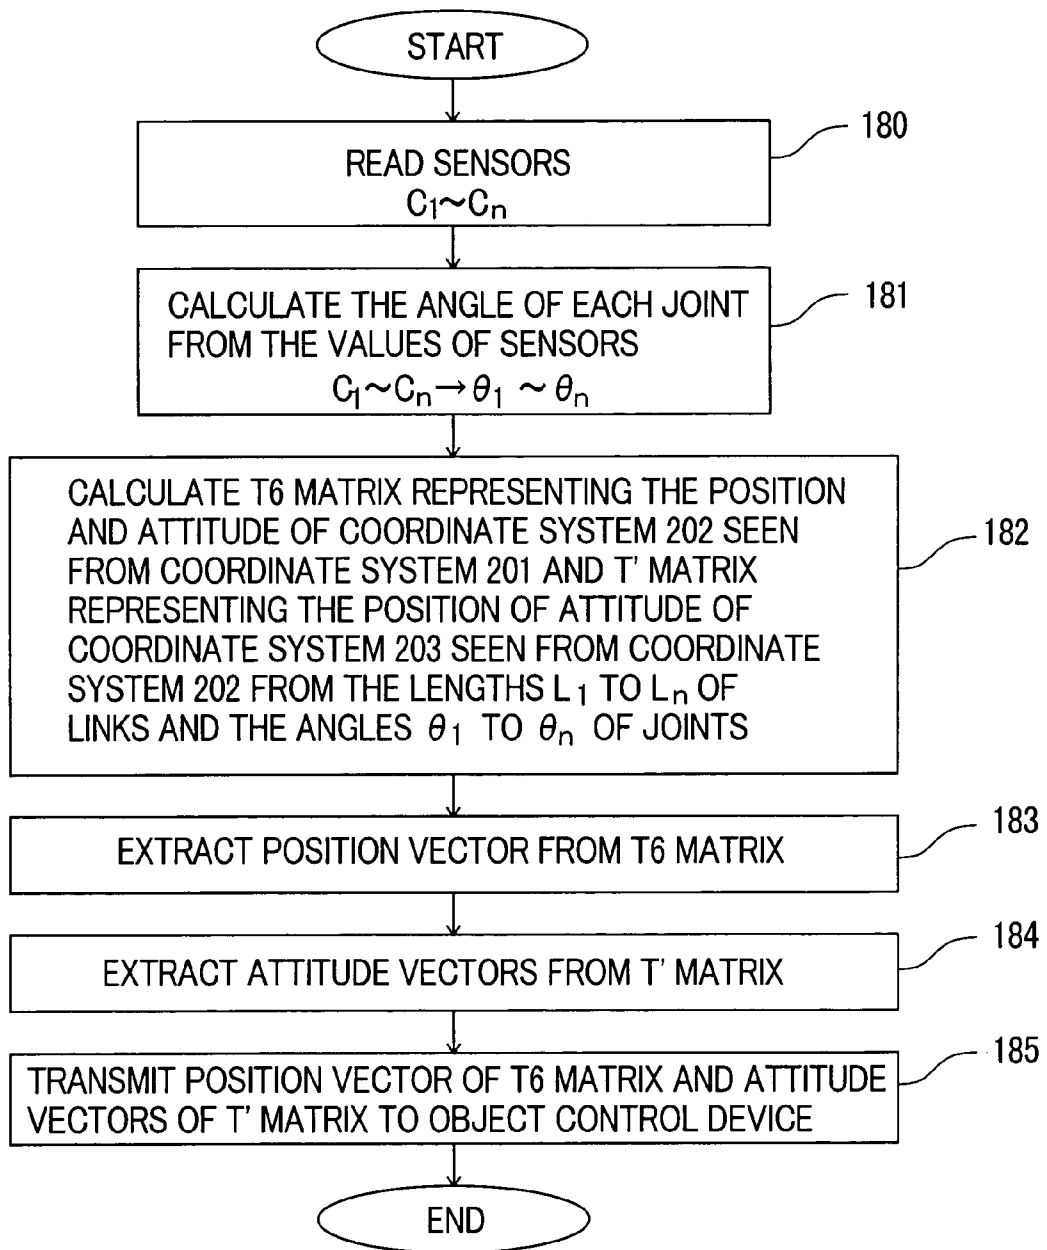 START
180
READ SENSORS
C₁~Cₙ
181
CALCULATE THE ANGLE OF EACH JOINT
FROM THE VALUES OF SENSORS
C₁~Cₙ→θ₁ ~θₙ
182
CALCULATE T6 MATRIX REPRESENTING THE POSITION
AND ATTITUDE OF COORDINATE SYSTEM 202 SEEN
FROM COORDINATE SYSTEM 201 AND T' MATRIX
REPRESENTING THE POSITION OF ATTITUDE OF
COORDINATE SYSTEM 203 SEEN FROM COORDINATE
SYSTEM 202 FROM THE LENGTHS L₁ TO Lₙ OF
LINKS AND THE ANGLES θ₁ TO θₙ OF JOINTS
183
EXTRACT POSITION VECTOR FROM T6 MATRIX
184
EXTRACT ATTITUDE VECTORS FROM T' MATRIX
185
TRANSMIT POSITION VECTOR OF T6 MATRIX AND ATTITUDE
VECTORS OF T' MATRIX TO OBJECT CONTROL DEVICE
END